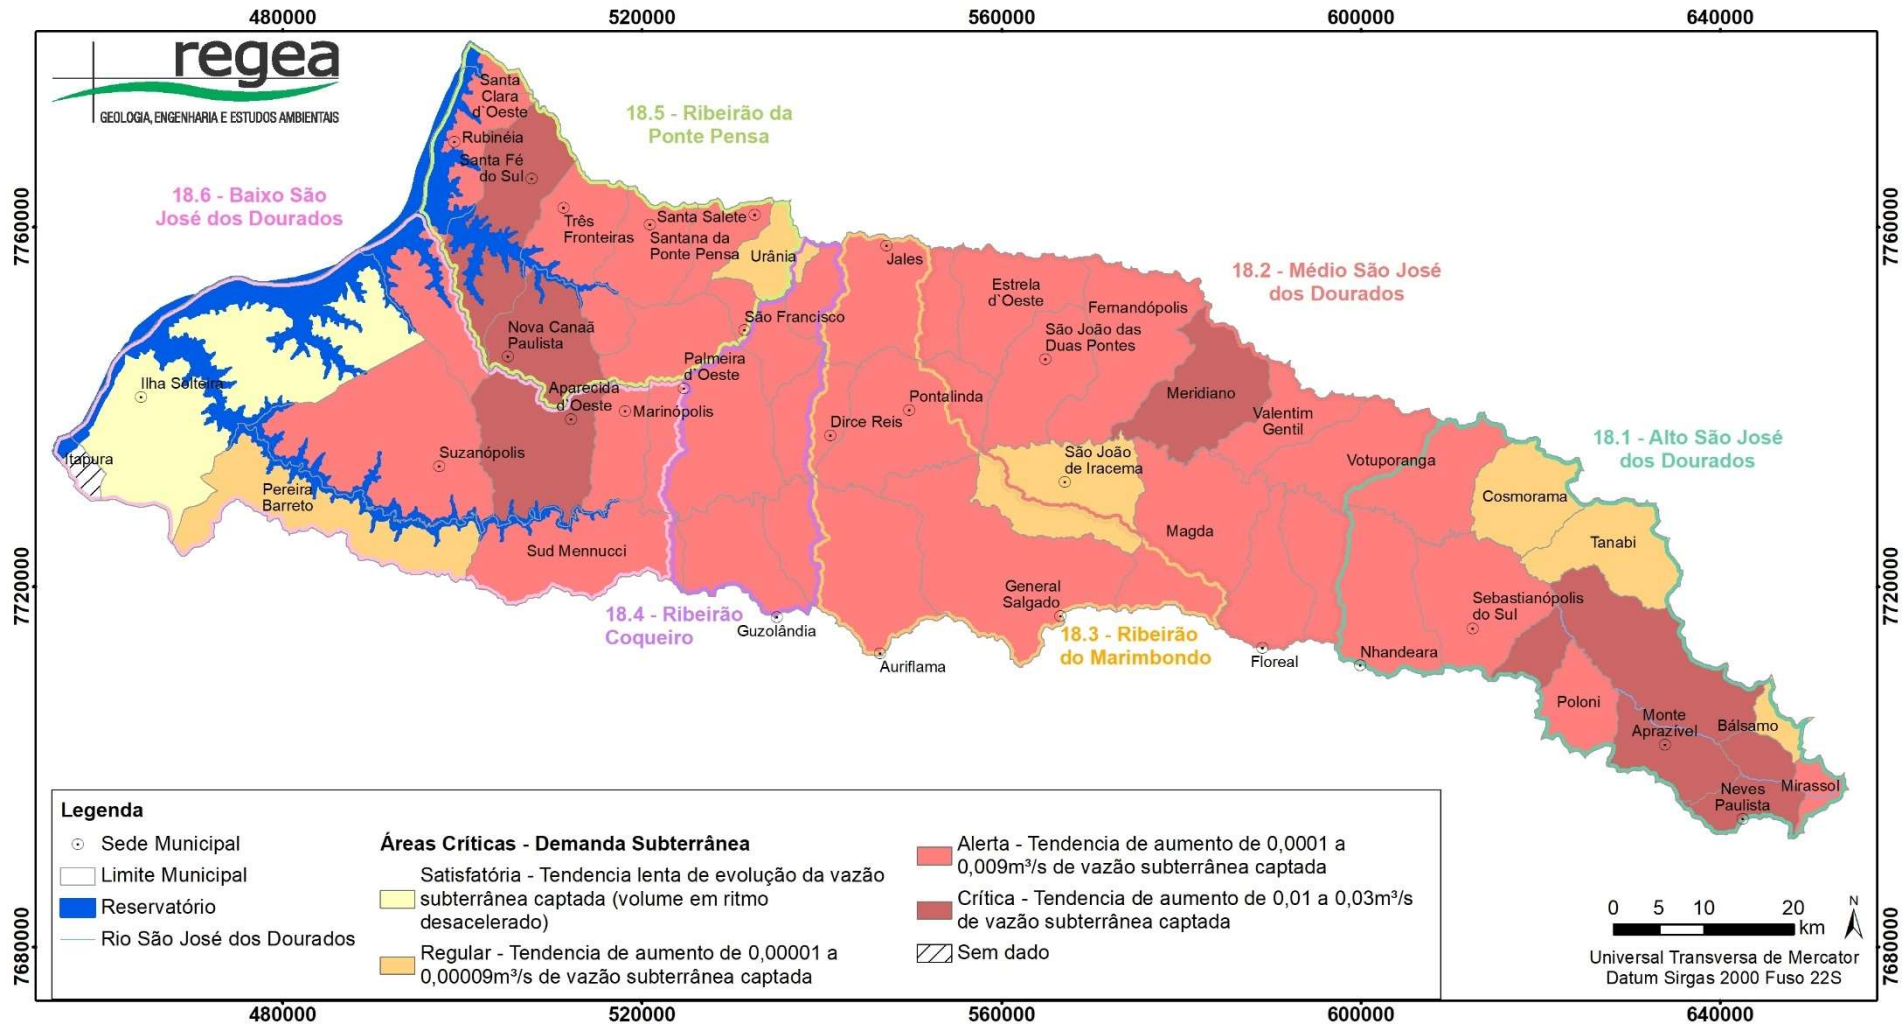 480000
520000
560000
600000
640000
regea
GEOLOGIA, ENGENHARIA E ESTUDOS AMBIENTAIS
7760000
7720000
7680000
7760000
7720000
7680000
18.5 - Ribeirão da
Ponte Pensa
18.6 - Baixo São
José dos Dourados
18.2 - Médio São José
dos Dourados
18.1 - Alto São José
dos Dourados
18.4 - Ribeirão
Coqueiro
18.3 - Ribeirão
do Marimbondo
Santa
Clara
d`Oeste
Rubinéia
Santa Fé
do Sul
Três
Fronteiras
Santa Salete
Santana da
Ponte Pensa
Urânia
Jales
Estrela
d`Oeste
Fernandópolis
São João das
Duas Pontes
São Francisco
Nova Canaã
Paulista
Palmeira
d`Oeste
Aparecida
d`Oeste
Marinópolis
Ilha Solteira
Itapura
Suzanópolis
Pereira
Barreto
Sud Mennucci
Dirce Reis
Pontalinda
Meridiano
Valentim
Gentil
Votuporanga
São João
de Iracema
Cosmorama
Tanabi
Magda
General
Salgado
Sebastianópolis
do Sul
Guzolândia
Auriflama
Floreal
Nhandeara
Poloni
Monte
Aprazível
Bálsamo
Neves
Paulista
Mirassol
Legenda
Sede Municipal
Limite Municipal
Reservatório
Rio São José dos Dourados
Áreas Críticas - Demanda Subterrânea
Satisfatória - Tendencia lenta de evolução da vazão
subterrânea captada (volume em ritmo
desacelerado)
Regular - Tendencia de aumento de 0,00001 a
0,00009m³/s de vazão subterrânea captada
Alerta - Tendencia de aumento de 0,0001 a
0,009m³/s de vazão subterrânea captada
Crítica - Tendencia de aumento de 0,01 a 0,03m³/s
de vazão subterrânea captada
Sem dado
0 5 10 20
km
N
Universal Transversa de Mercator
Datum Sirgas 2000 Fuso 22S
480000
520000
560000
600000
640000